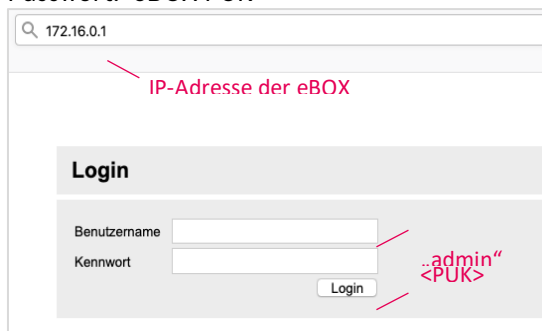 172.16.0.1
IP-Adresse der eBOX
Login
Benutzername
„admin“
Kennwort
<PUK>
Login